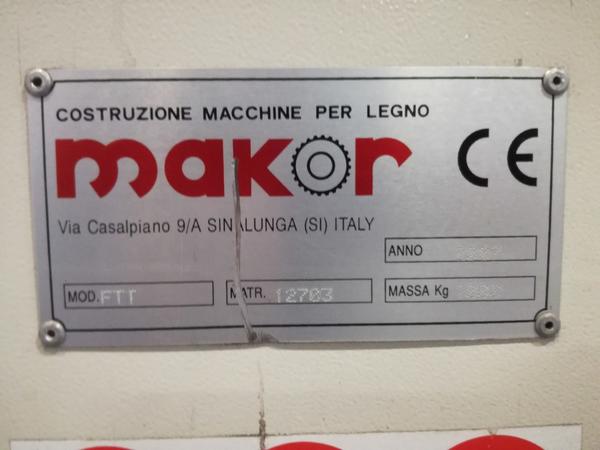 COSTRUZIONE MACCHINE PER LEGNO
makor CE
Via Casalpiano 9/A SINALUNGA (SI) ITALY
ANNO
MOD. FTT MATR. 12703 MASSA Kg